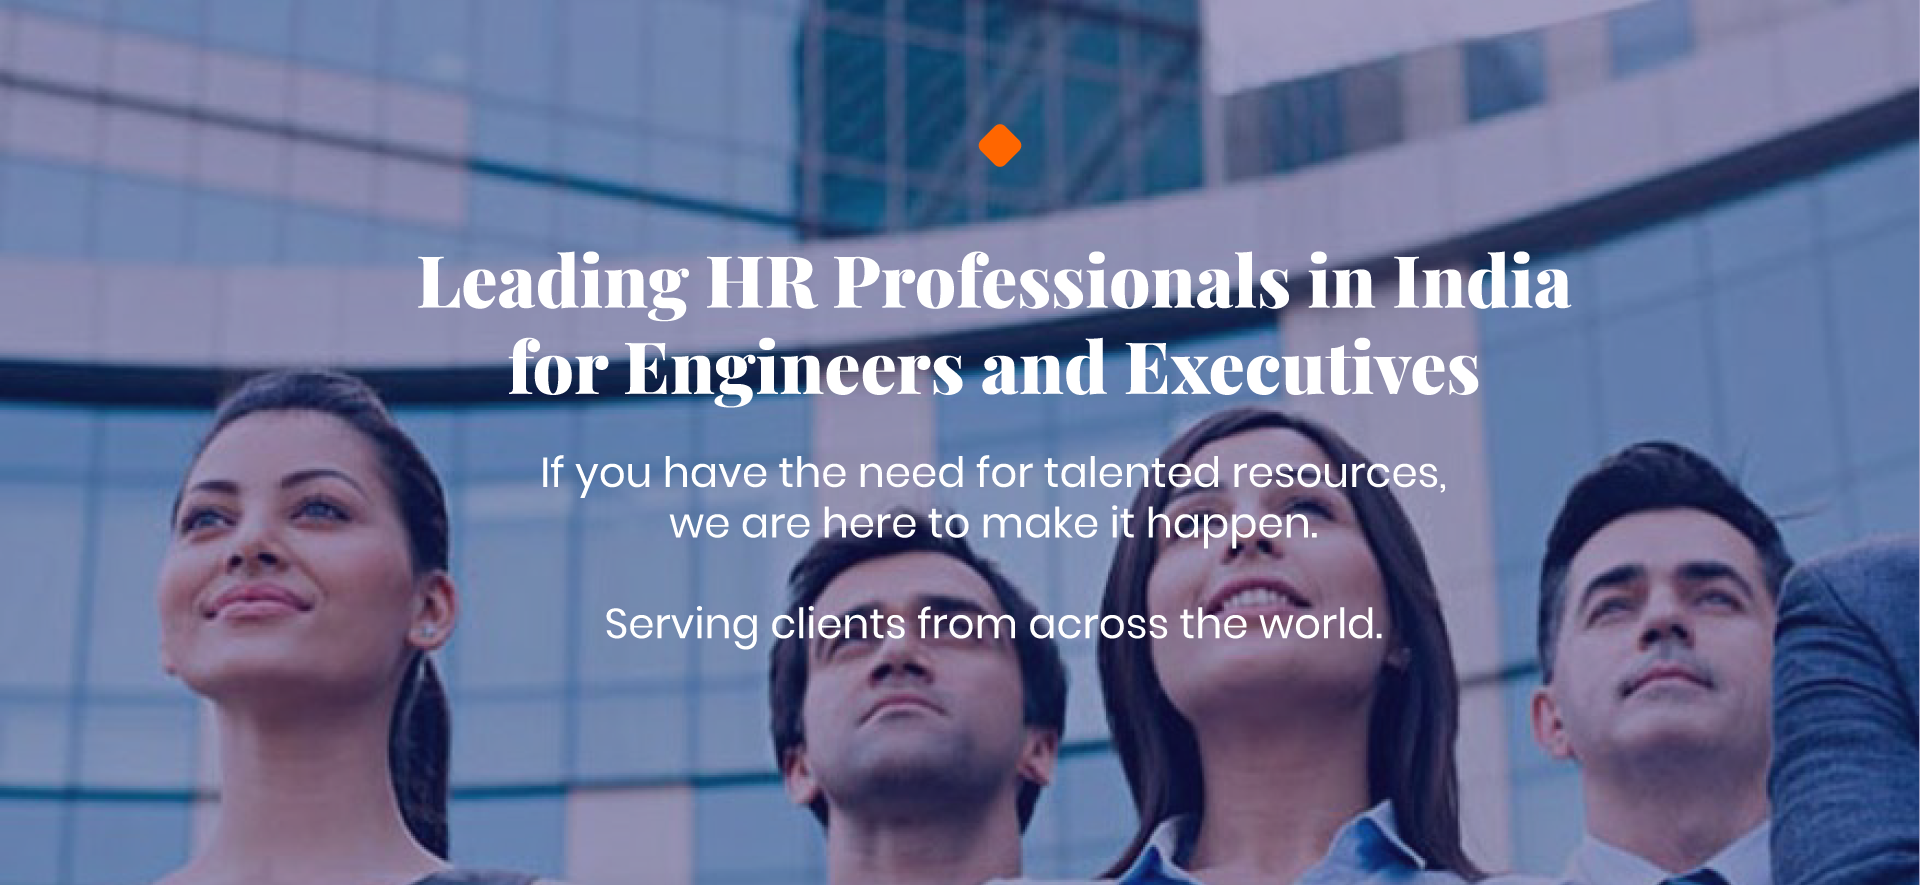 Leading HR Professionals in India
for Engineers and Executives
If you have the need for talented resources,
we are here to make it happen.
Serving clients from across the world.